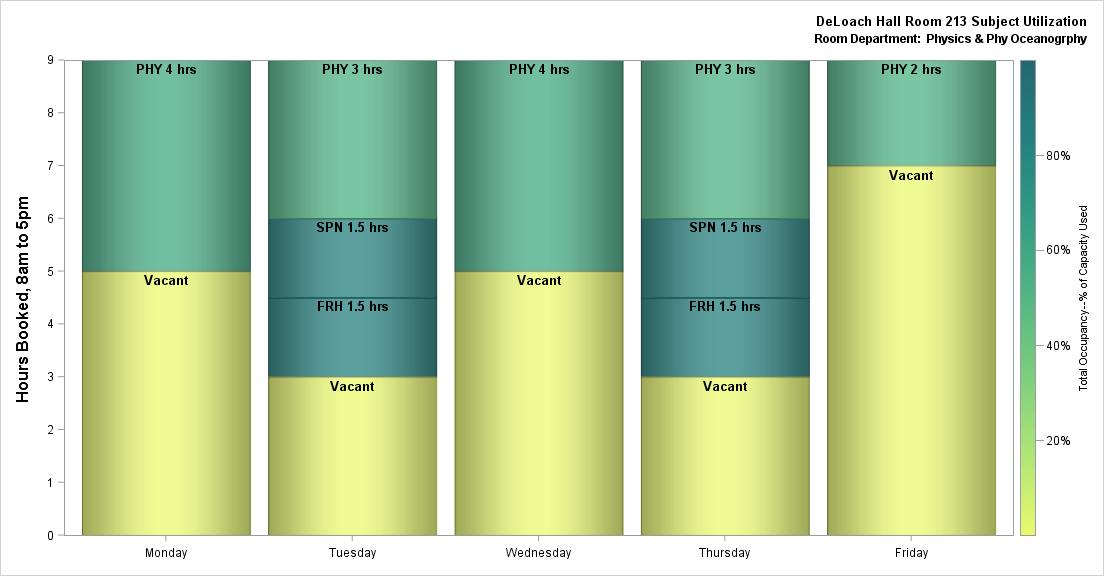 DeLoach Hall Room 213 Subject Utilization
Room Department: Physics & Phy Oceanogrphy
Hours Booked, 8am to 5pm
9
8
7
6
5
4
3
2
1
0
PHY 4 hrs
Vacant
PHY 3 hrs
SPN 1.5 hrs
FRH 1.5 hrs
Vacant
PHY 4 hrs
Vacant
PHY 3 hrs
SPN 1.5 hrs
FRH 1.5 hrs
Vacant
PHY 2 hrs
Vacant
Monday
Tuesday
Wednesday
Thursday
Friday
80%
60%
40%
20%
Total Occupancy--% of Capacity Used